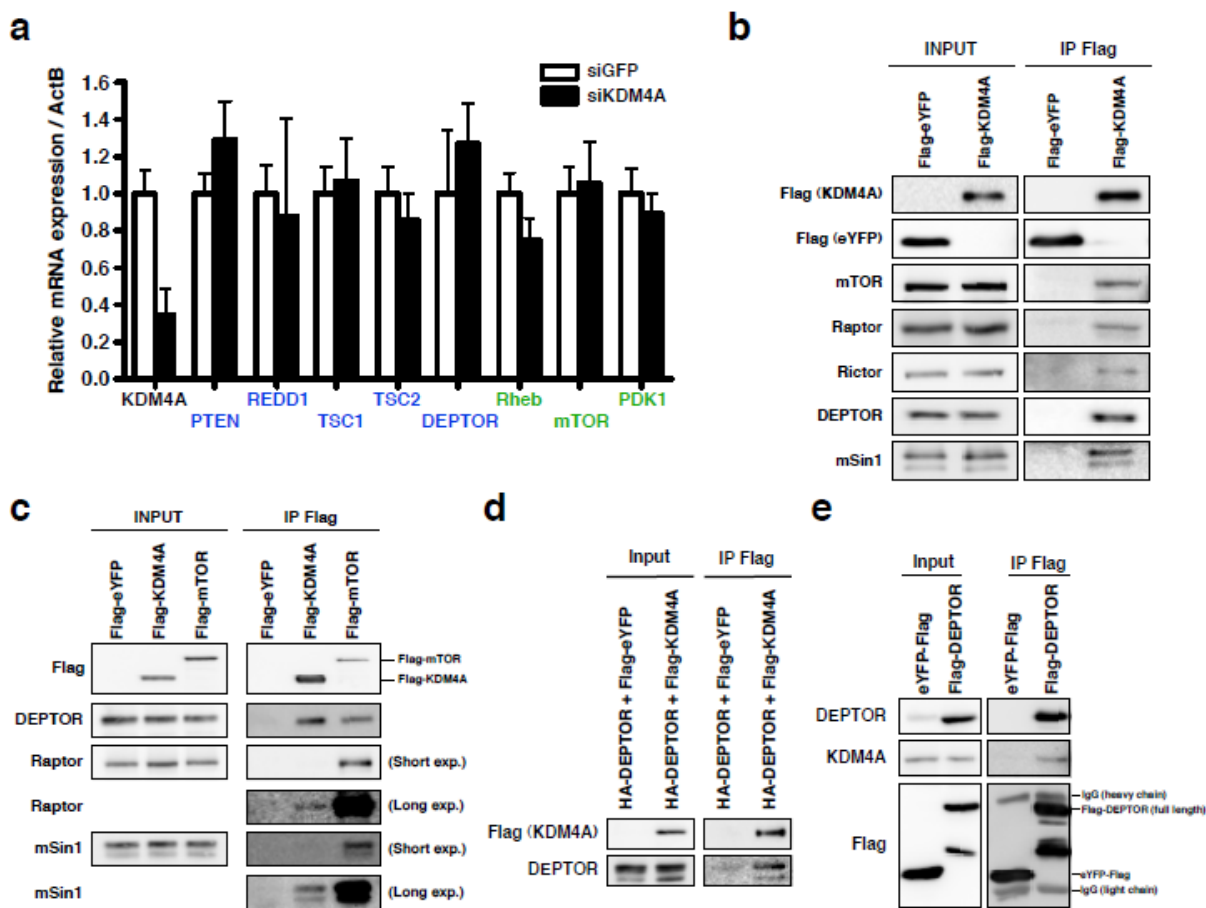 a
siGFP
siKDM4A
Relative mRNA expression / ActB
1.6
1.4
1.2
1.0
0.8
0.6
0.4
0.2
0.0
KDM4A
REDD1
TSC2
Rheb
PDK1
PTEN
TSC1
DEPTOR
mTOR
b
INPUT
IP Flag
Flag-eYFP
Flag-KDM4A
Flag-eYFP
Flag-KDM4A
Flag (KDM4A)
Flag (eYFP)
mTOR
Raptor
Rictor
DEPTOR
mSin1
c
INPUT
IP Flag
Flag-eYFP
Flag-KDM4A
Flag-mTOR
Flag-eYFP
Flag-KDM4A
Flag-mTOR
Flag
Flag-mTOR
Flag-KDM4A
DEPTOR
Raptor
(Short exp.)
Raptor
(Long exp.)
mSin1
(Short exp.)
mSin1
(Long exp.)
d
Input
IP Flag
HA-DEPTOR + Flag-eYFP
HA-DEPTOR + Flag-KDM4A
HA-DEPTOR + Flag-eYFP
HA-DEPTOR + Flag-KDM4A
Flag (KDM4A)
DEPTOR
e
Input
IP Flag
eYFP-Flag
Flag-DEPTOR
eYFP-Flag
Flag-DEPTOR
DEPTOR
KDM4A
Flag
IgG (heavy chain)
Flag-DEPTOR (full length)
eYFP-Flag
IgG (light chain)